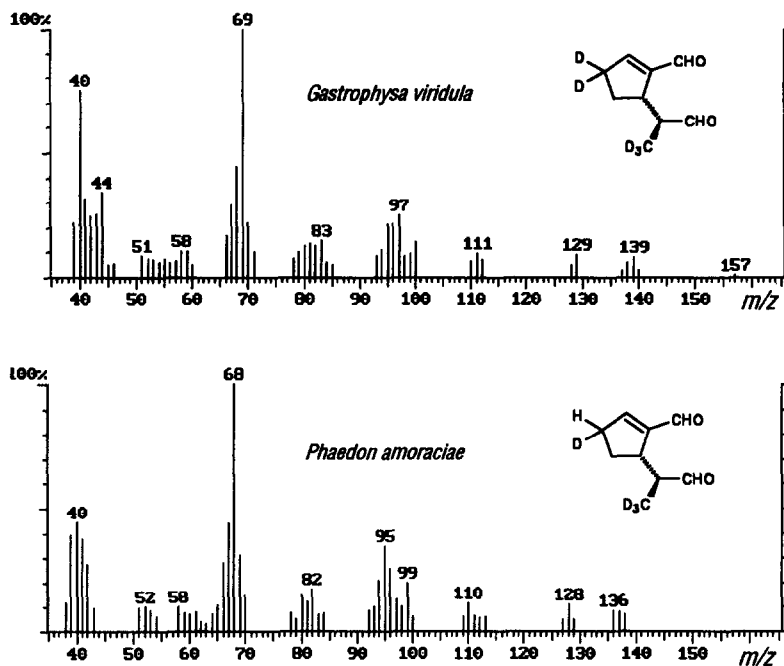 100%
69
40
Gastrophysa viridula
D
D
CHO
CHO
D₃C
44
51
58
83
97
111
129
139
157
40 50 60 70 80 90 100 110 120 130 140 150 m/z
100%
68
40
Phaedon amoraciae
H
D
CHO
CHO
D₃C
52
58
82
95
99
110
128
136
40 50 60 70 80 90 100 110 120 130 140 150 m/z